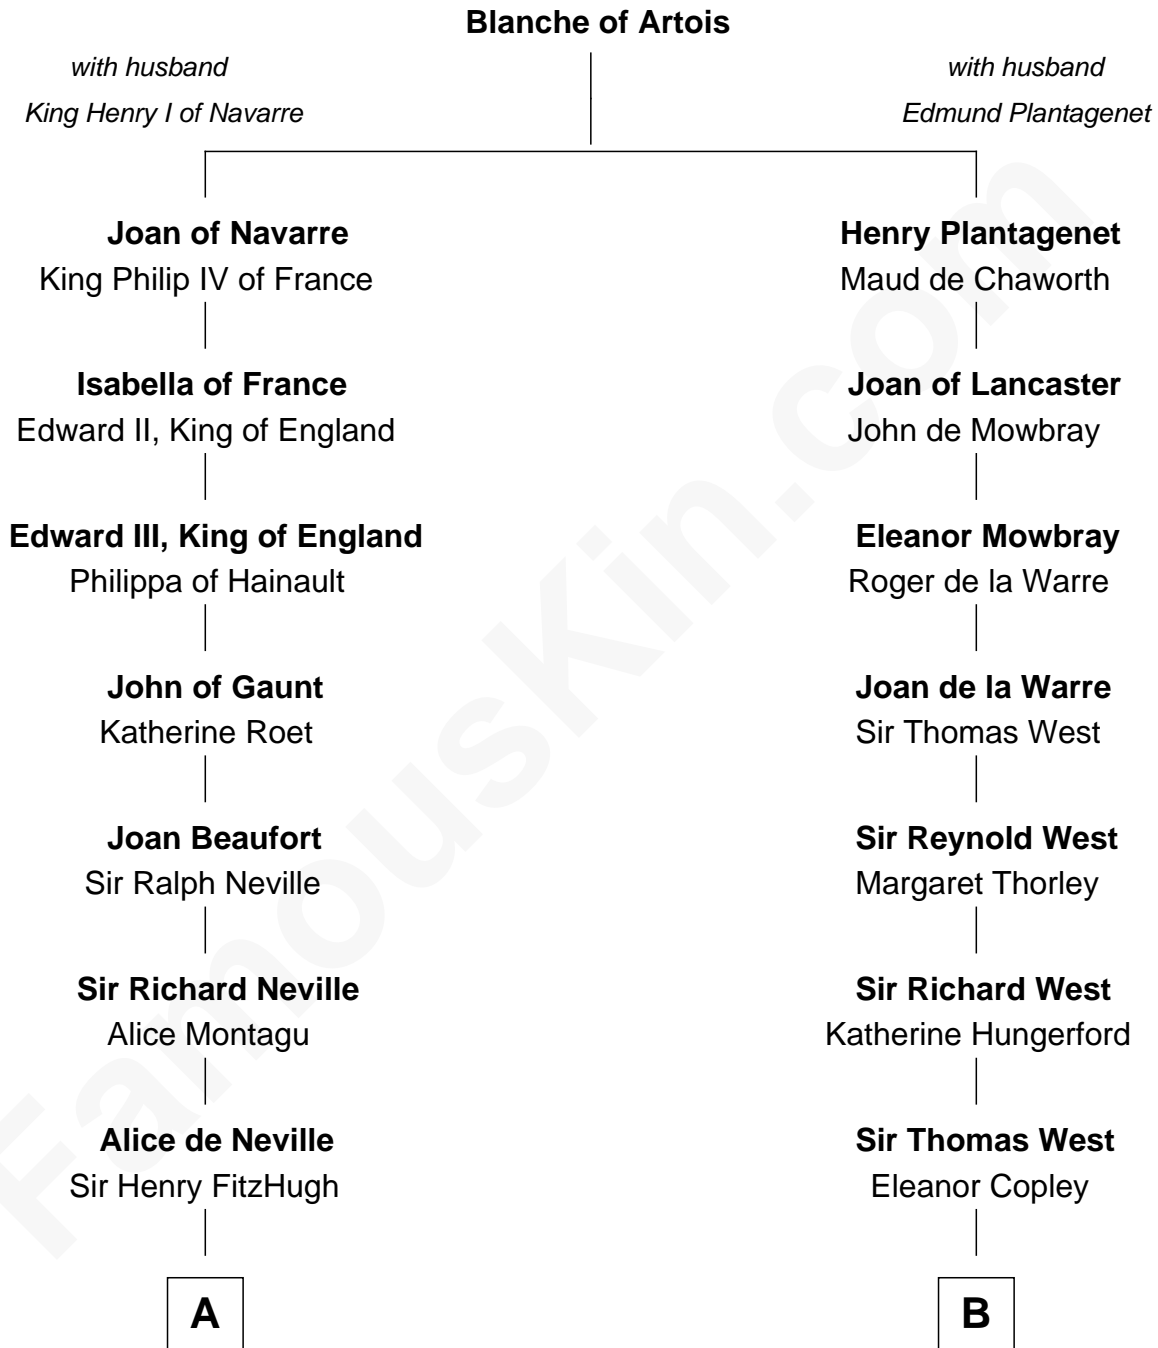 Blanche of Artois
with husband
King Henry I of Navarre
with husband
Edmund Plantagenet
Joan of Navarre
King Philip IV of France
Henry Plantagenet
Maud de Chaworth
Isabella of France
Edward II, King of England
Joan of Lancaster
John de Mowbray
Edward III, King of England
Philippa of Hainault
Eleanor Mowbray
Roger de la Warre
John of Gaunt
Katherine Roet
Joan de la Warre
Sir Thomas West
Joan Beaufort
Sir Ralph Neville
Sir Reynold West
Margaret Thorley
Sir Richard Neville
Alice Montagu
Sir Richard West
Katherine Hungerford
Alice de Neville
Sir Henry FitzHugh
Sir Thomas West
Eleanor Copley
A
B
FamousKin.com